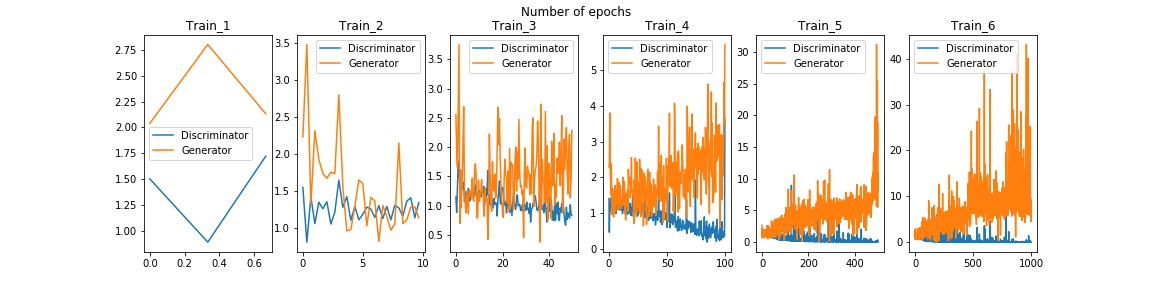 Number of epochs
Train_1
Train_2
Train_3
Train_4
Train_5
Train_6
2.75
2.50
2.25
2.00
1.75
1.50
1.25
1.00
Discriminator
Generator
0.0 0.2 0.4 0.6
3.5
3.0
2.5
2.0
1.5
1.0
Discriminator
Generator
0 5 10
3.5
3.0
2.5
2.0
1.5
1.0
0.5
Discriminator
Generator
0 20 40
5
4
3
2
1
0
Discriminator
Generator
0 50 100
30
25
20
15
10
5
0
Discriminator
Generator
0 200 400
40
30
20
10
0
Discriminator
Generator
0 500 1000